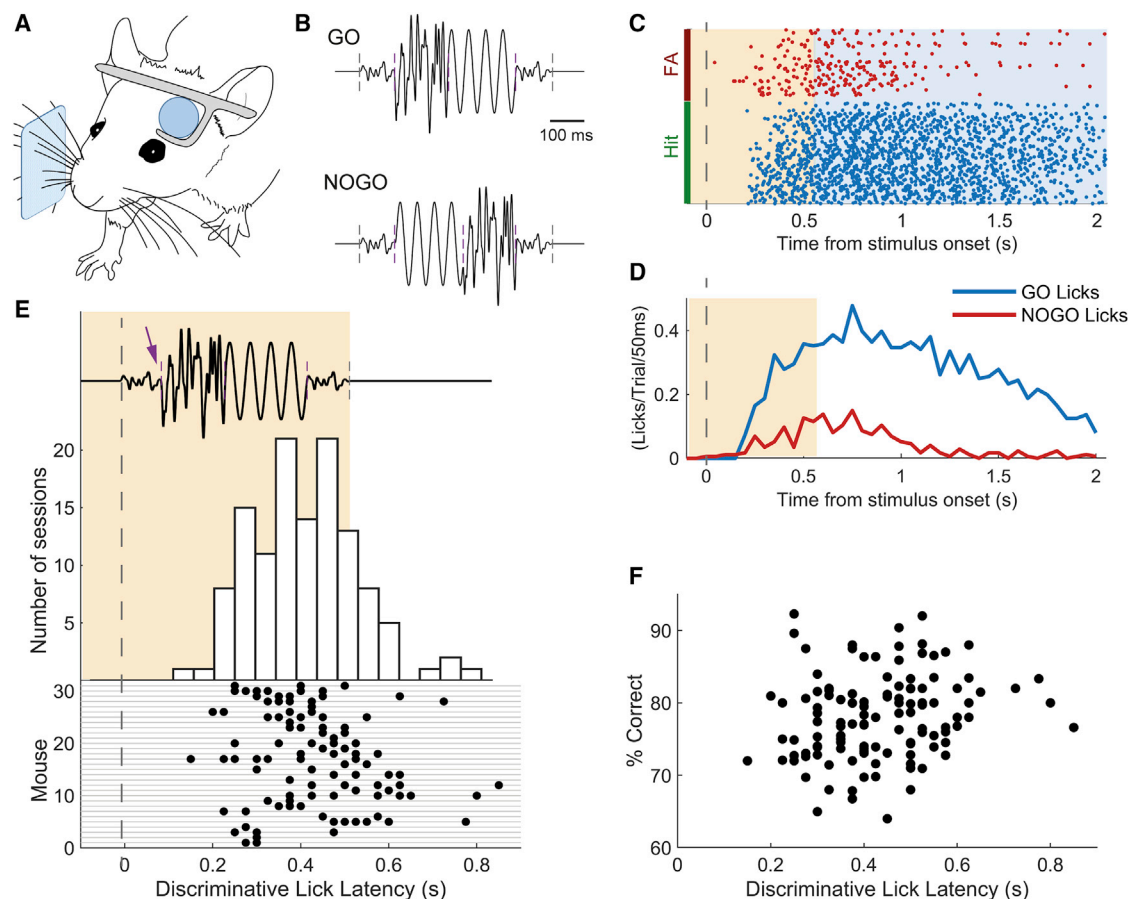 A
B
GO
100 ms
NOGO
C
FA
Hit
0
0.5
1
1.5
2
Time from stimulus onset (s)
D
GO Licks
NOGO Licks
(Licks/Trial/50ms)
0.4
0.2
0
0
0.5
1
1.5
2
Time from stimulus onset (s)
E
Number of sessions
20
15
10
5
Mouse
30
20
10
0
0
0.2
0.4
0.6
0.8
Discriminative Lick Latency (s)
F
% Correct
90
80
70
60
0
0.2
0.4
0.6
0.8
Discriminative Lick Latency (s)